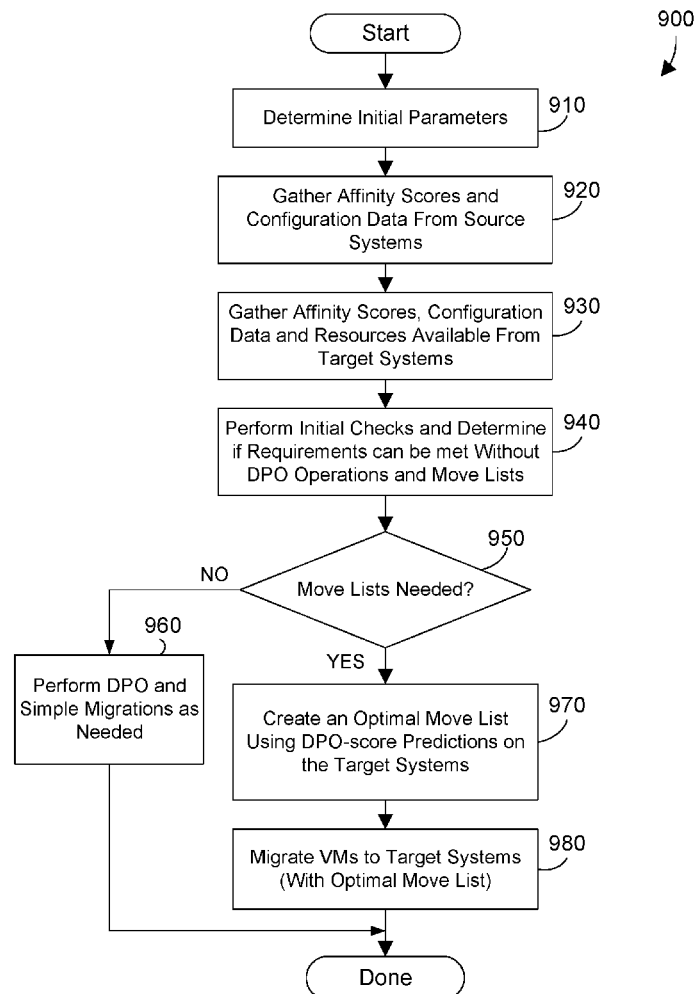 900
Start
910
Determine Initial Parameters
920
Gather Affinity Scores and
Configuration Data From Source
Systems
930
Gather Affinity Scores, Configuration
Data and Resources Available From
Target Systems
940
Perform Initial Checks and Determine
if Requirements can be met Without
DPO Operations and Move Lists
950
NO
Move Lists Needed?
960
YES
Perform DPO and
Simple Migrations as
Needed
970
Create an Optimal Move List
Using DPO-score Predictions on
the Target Systems
980
Migrate VMs to Target Systems
(With Optimal Move List)
Done